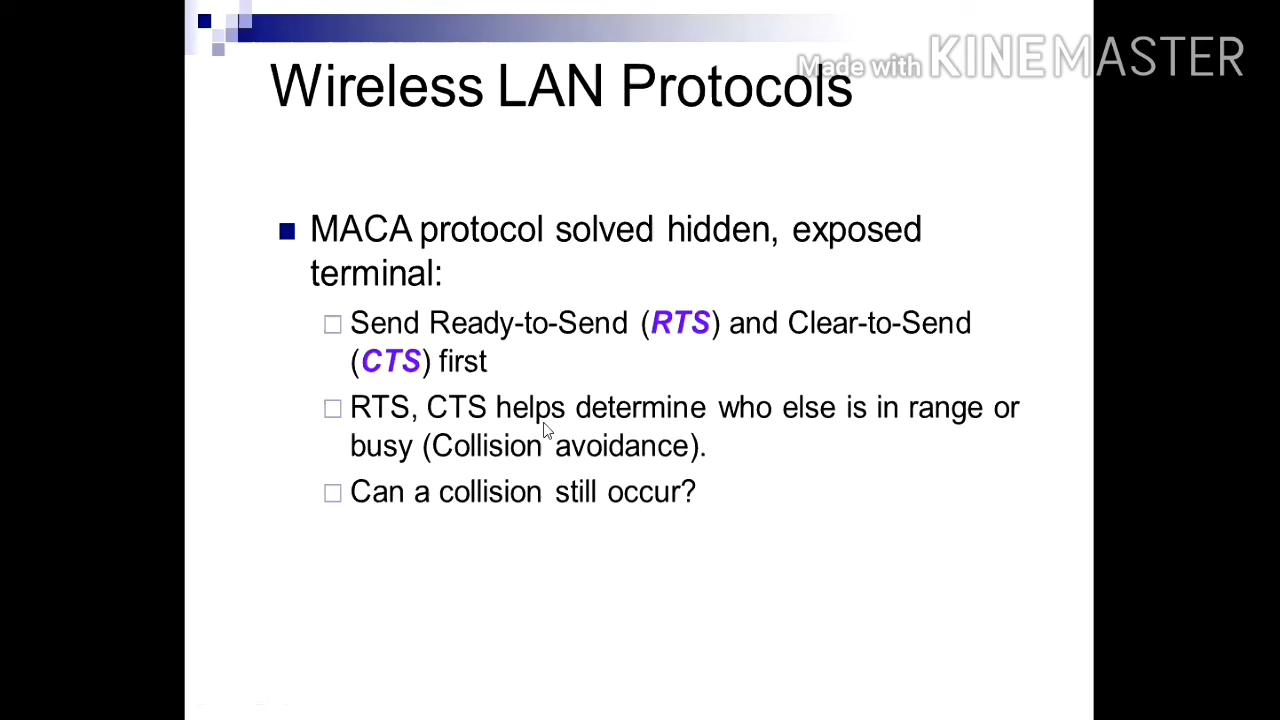 Made with KINEMASTER
Wireless LAN Protocols
MACA protocol solved hidden, exposed
terminal:
Send Ready-to-Send (RTS) and Clear-to-Send
(CTS) first
RTS, CTS helps determine who else is in range or
busy (Collision avoidance).
Can a collision still occur?